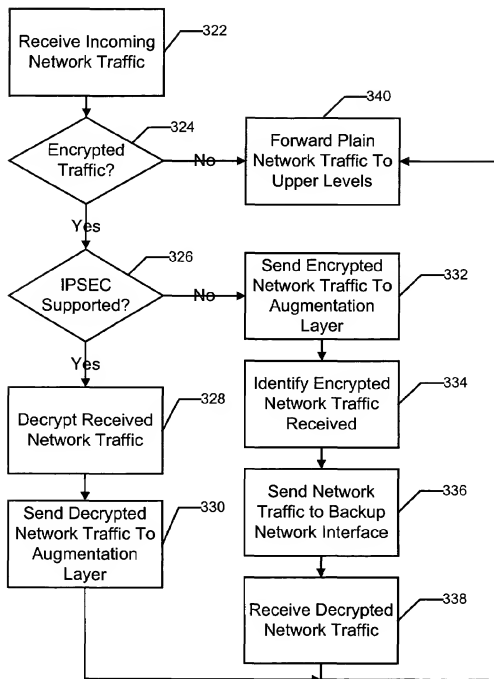 Receive Incoming
Network Traffic
322
Encrypted
Traffic?
324
No
340
Forward Plain
Network Traffic To
Upper Levels
Yes
IPSEC
Supported?
326
No
Send Encrypted
Network Traffic To
Augmentation
Layer
332
Yes
Identify Encrypted
Network Traffic
Received
334
Decrypt Received
Network Traffic
328
Send Network
Traffic to Backup
Network Interface
336
Send Decrypted
Network Traffic To
Augmentation
Layer
330
Receive Decrypted
Network Traffic
338